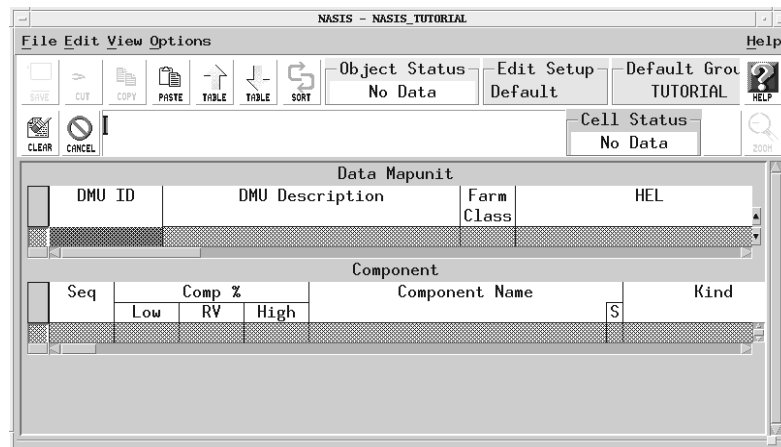 NASIS - NASIS_TUTORIAL
File Edit View Options Help
Object Status Edit Setup Default Grou
No Data Default TUTORIAL
SAVE CUT COPY PASTE TABLE TABLE SORT HELP
Cell Status
No Data
CLEAR CANCEL ZOOM
Data Mapunit
DMU ID DMU Description Farm Class HEL
Component
Seq Comp % Component Name Kind
Low RV High S